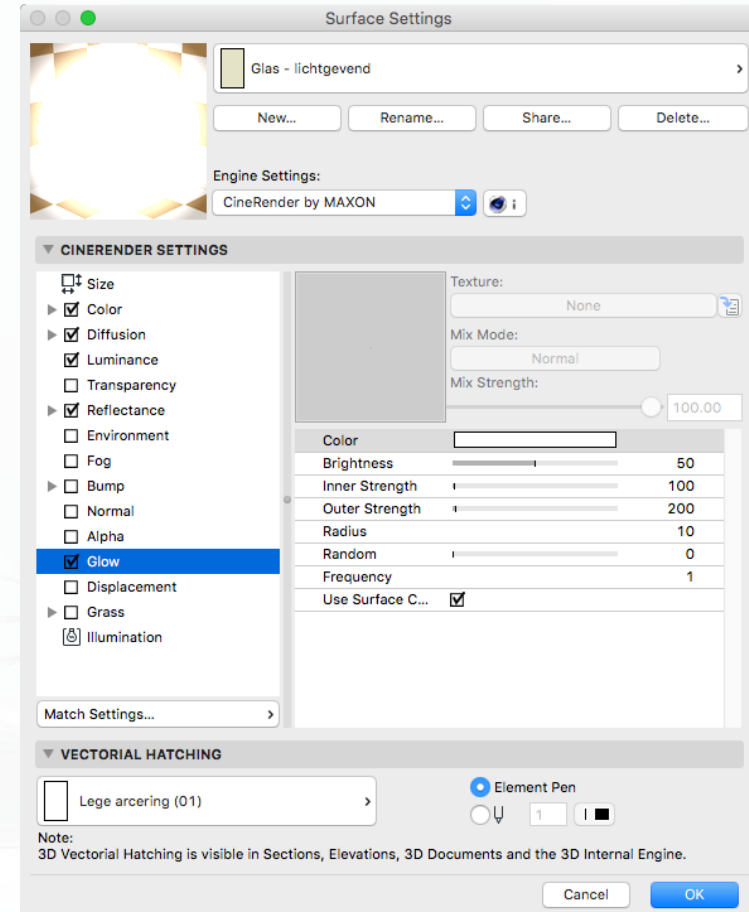 Surface Settings
Glas - lichtgevend
New...
Rename...
Share...
Delete...
Engine Settings:
CineRender by MAXON
i
CINERENDER SETTINGS
Size
Color
Diffusion
Luminance
Transparency
Reflectance
Environment
Fog
Bump
Normal
Alpha
Glow
Displacement
Grass
Illumination
Match Settings...
Texture:
None
Mix Mode:
Normal
Mix Strength:
100.00
Color
Brightness 50
Inner Strength 100
Outer Strength 200
Radius 10
Random 0
Frequency 1
Use Surface C...
VECTORIAL HATCHING
Lege arcering (01)
Element Pen
1
Note:
3D Vectorial Hatching is visible in Sections, Elevations, 3D Documents and the 3D Internal Engine.
Cancel
OK